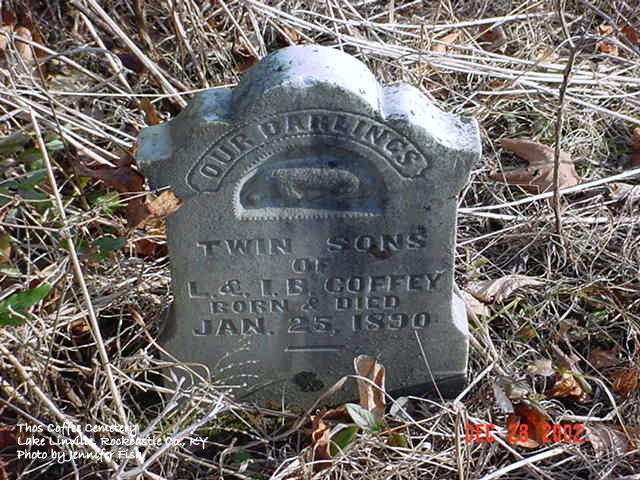 OUR DARLINGS
TWIN SONS
OF
L. & I. B. COFFEY
BORN & DIED
JAN. 25, 1890
Thos Coffee Cemetery
Lake Linville, Rockcastle Co., KY
Photo by Jennifer Fish
DEC 28 2002